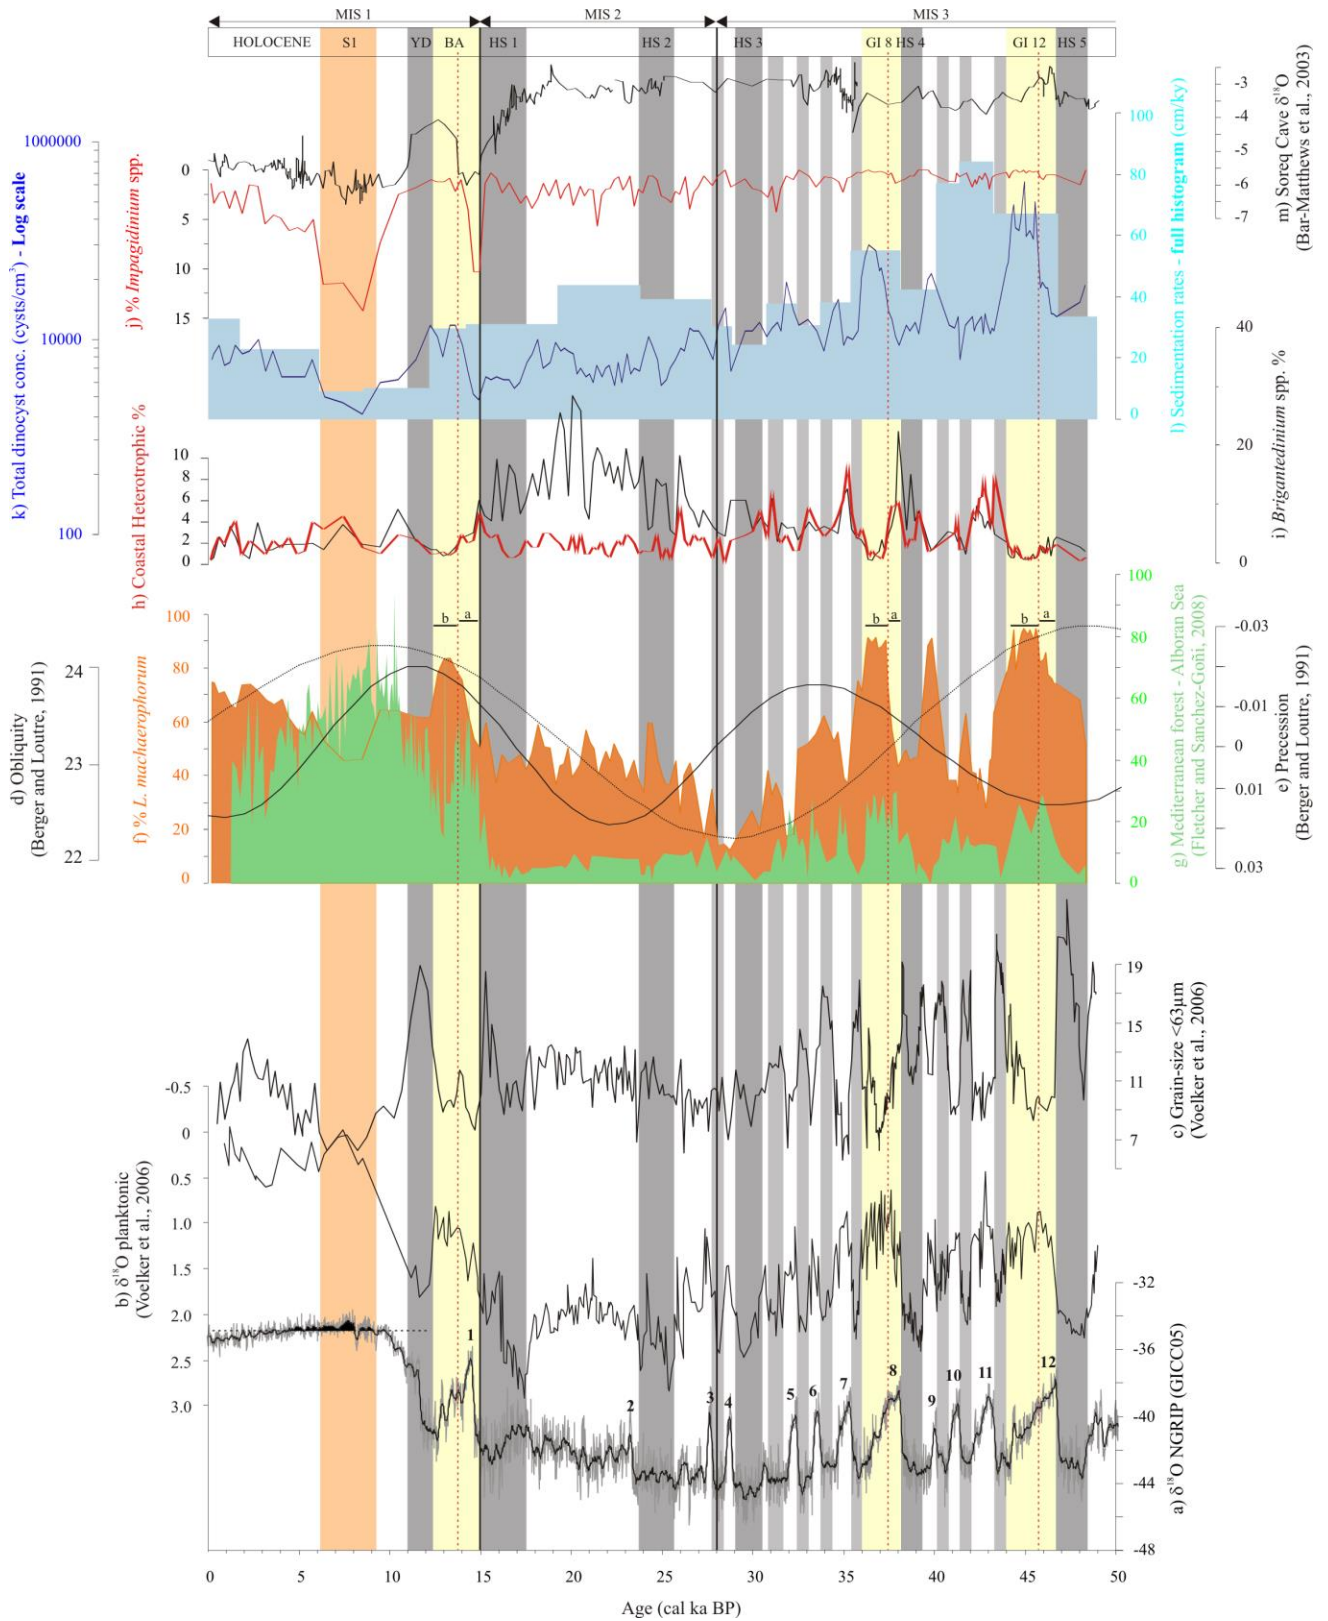 MIS 1
MIS 2
MIS 3
HOLOCENE
S1
YD
BA
HS 1
HS 2
HS 3
GI 8
HS 4
GI 12
HS 5
k) Total dinocyst conc. (cysts/cm³) - Log scale
1000000
10000
100
j) % Impagidinium spp.
0
5
10
15
m) Soreq Cave δ¹⁸O
(Bar-Matthews et al., 2003)
-3
-4
-5
-6
-7
l) Sedimentation rates - full histogram (cm/ky)
100
80
60
40
20
0
h) Coastal Heterotrophic %
10
8
6
4
2
0
i) Brigantedinium spp. %
40
20
0
d) Obliquity
(Berger and Loutre, 1991)
24
23
22
f) % L. machaerophorum
100
80
60
40
20
0
b
a
b
a
b
a
g) Mediterranean forest - Alboran Sea
(Fletcher and Sanchez-Goñi, 2008)
100
80
60
40
20
0
e) Precession
(Berger and Loutre, 1991)
-0.03
-0.01
0
0.01
0.03
c) Grain-size <63µm
(Voelker et al., 2006)
19
15
11
7
b) δ¹⁸O planktonic
(Voelker et al., 2006)
-0.5
0
0.5
1.0
1.5
2.0
2.5
3.0
a) δ¹⁸O NGRIP (GICC05)
-32
-36
-40
-44
-48
1
2
3
4
5
6
7
8
9
10
11
12
0
5
10
15
20
25
30
35
40
45
50
Age (cal ka BP)